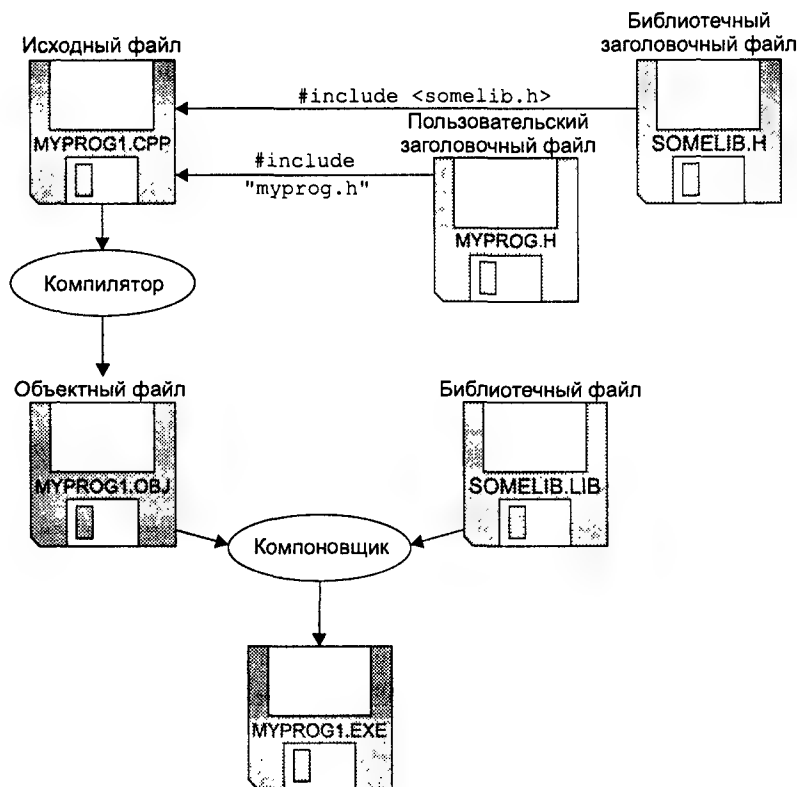 Библиотечный
заголовочный файл
Исходный файл
#include <somelib.h>
MYPROG1.CPP
SOMELIB.H
Пользовательский
заголовочный файл
#include
"myprog.h"
MYPROG.H
Компилятор
Объектный файл
Библиотечный файл
MYPROG1.OBJ
SOMELIB.LIB
Компоновщик
MYPROG1.EXE